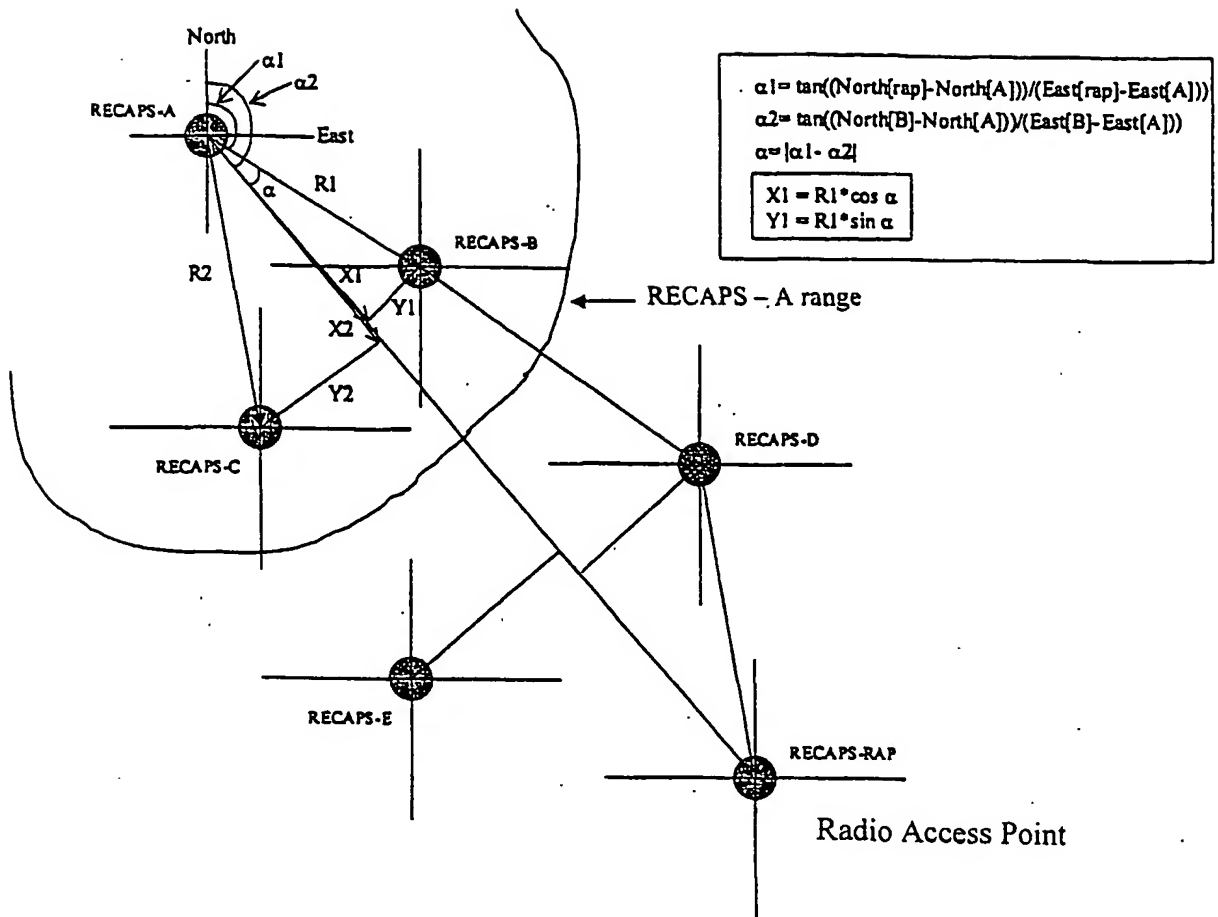 North
α1
α2
RECAPS-A
East
α
R1
R2
RECAPS-B
X1
Y1
X2
Y2
RECAPS – A range
RECAPS-C
RECAPS-D
RECAPS-E
RECAPS-RAP
Radio Access Point
α1= tan((North[rap]-North[A]))/(East[rap]-East[A]))
α2= tan((North[B]-North[A]))/(East[B]-East[A]))
α= |α1- α2|
X1 = R1*cos α
Y1 = R1*sin α